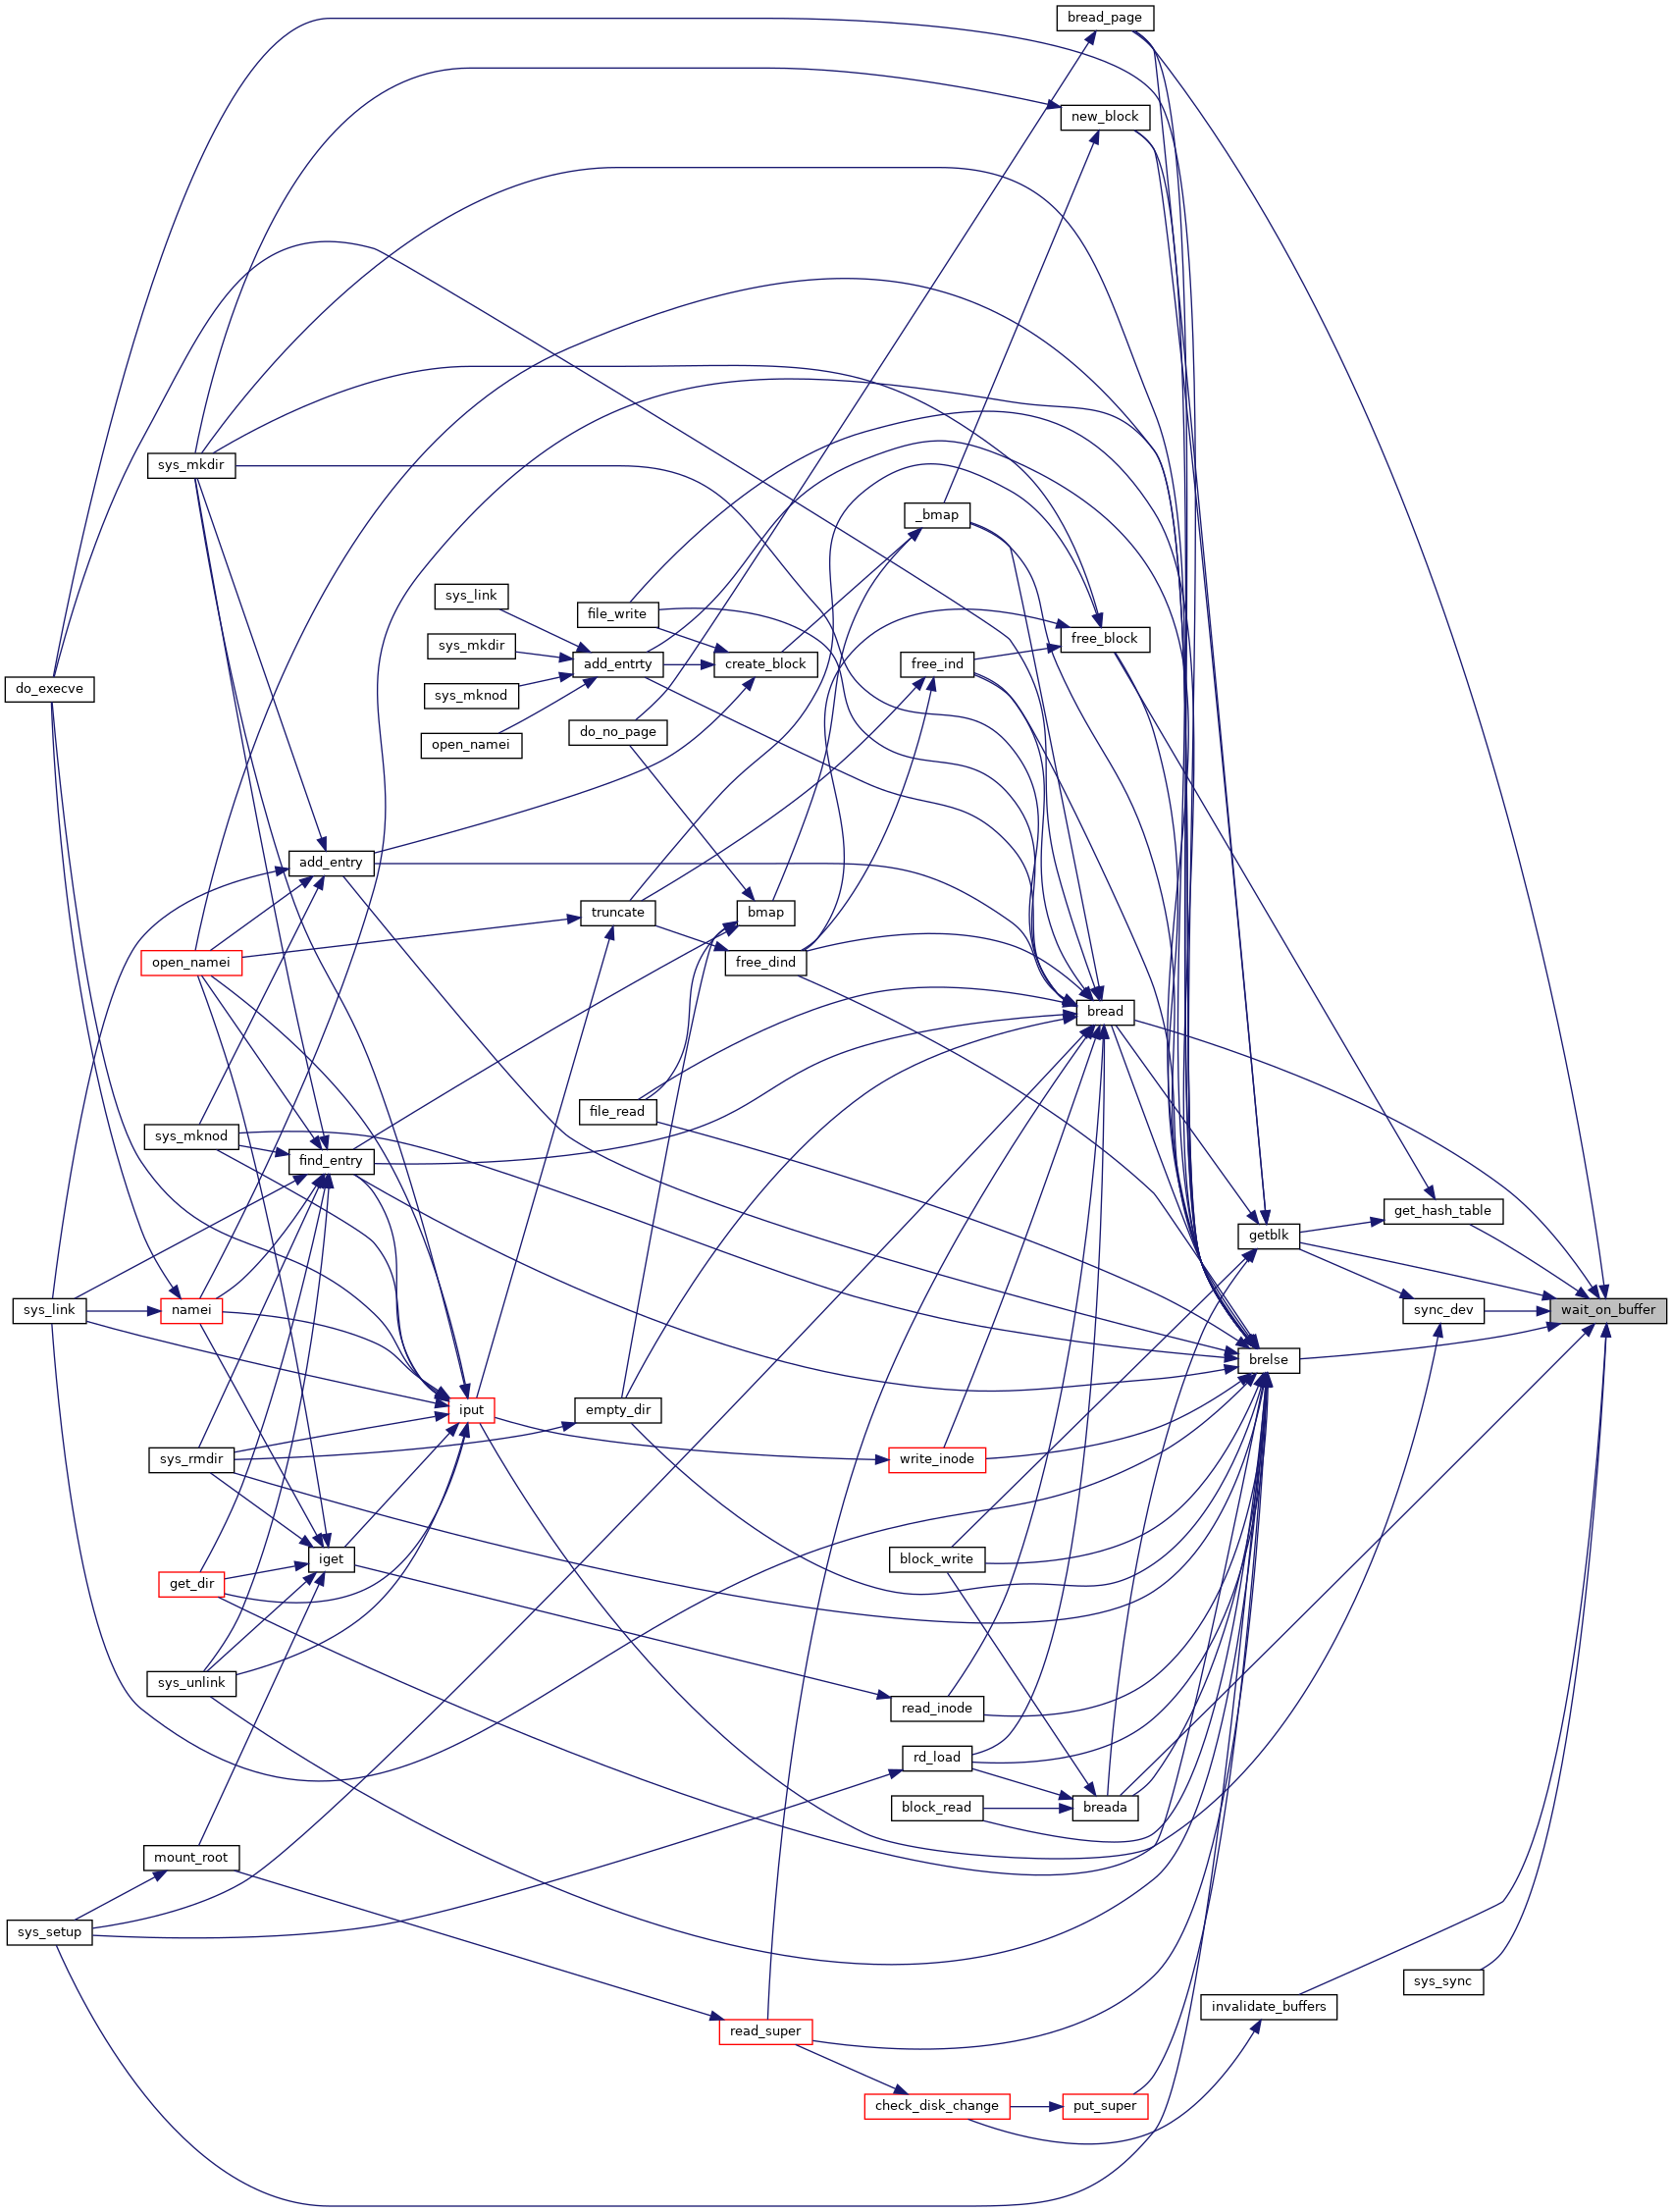 bread_page
new_block
sys_mkdir
_bmap
sys_link
file_write
free_block
sys_mkdir
add_entrty
create_block
free_ind
do_execve
sys_mknod
do_no_page
open_namei
add_entry
truncate
bmap
open_namei
free_dind
bread
file_read
sys_mknod
find_entry
get_hash_table
getblk
sys_link
namei
sync_dev
wait_on_buffer
brelse
iput
empty_dir
sys_rmdir
write_inode
iget
block_write
get_dir
sys_unlink
read_inode
rd_load
block_read
breada
mount_root
sys_setup
sys_sync
invalidate_buffers
read_super
check_disk_change
put_super